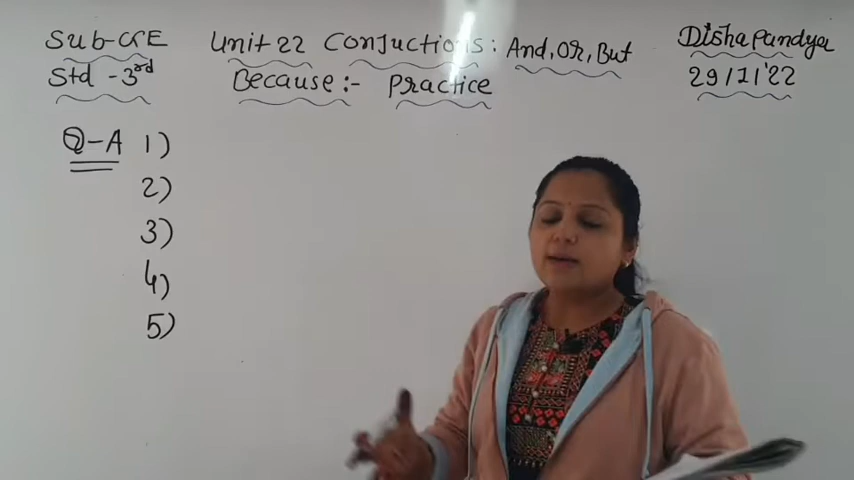 Sub-CRE Unit 22 Conjuctions: And, Or, But Disha Pandya
Std - 3rd Because :- Practice 29/1/'22
Q-A 1)
2)
3)
4)
5)